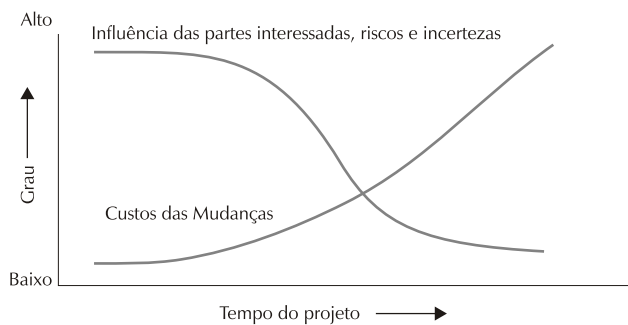 Alto
Influência das partes interessadas, riscos e incertezas
Grau
Custos das Mudanças
Baixo
Tempo do projeto